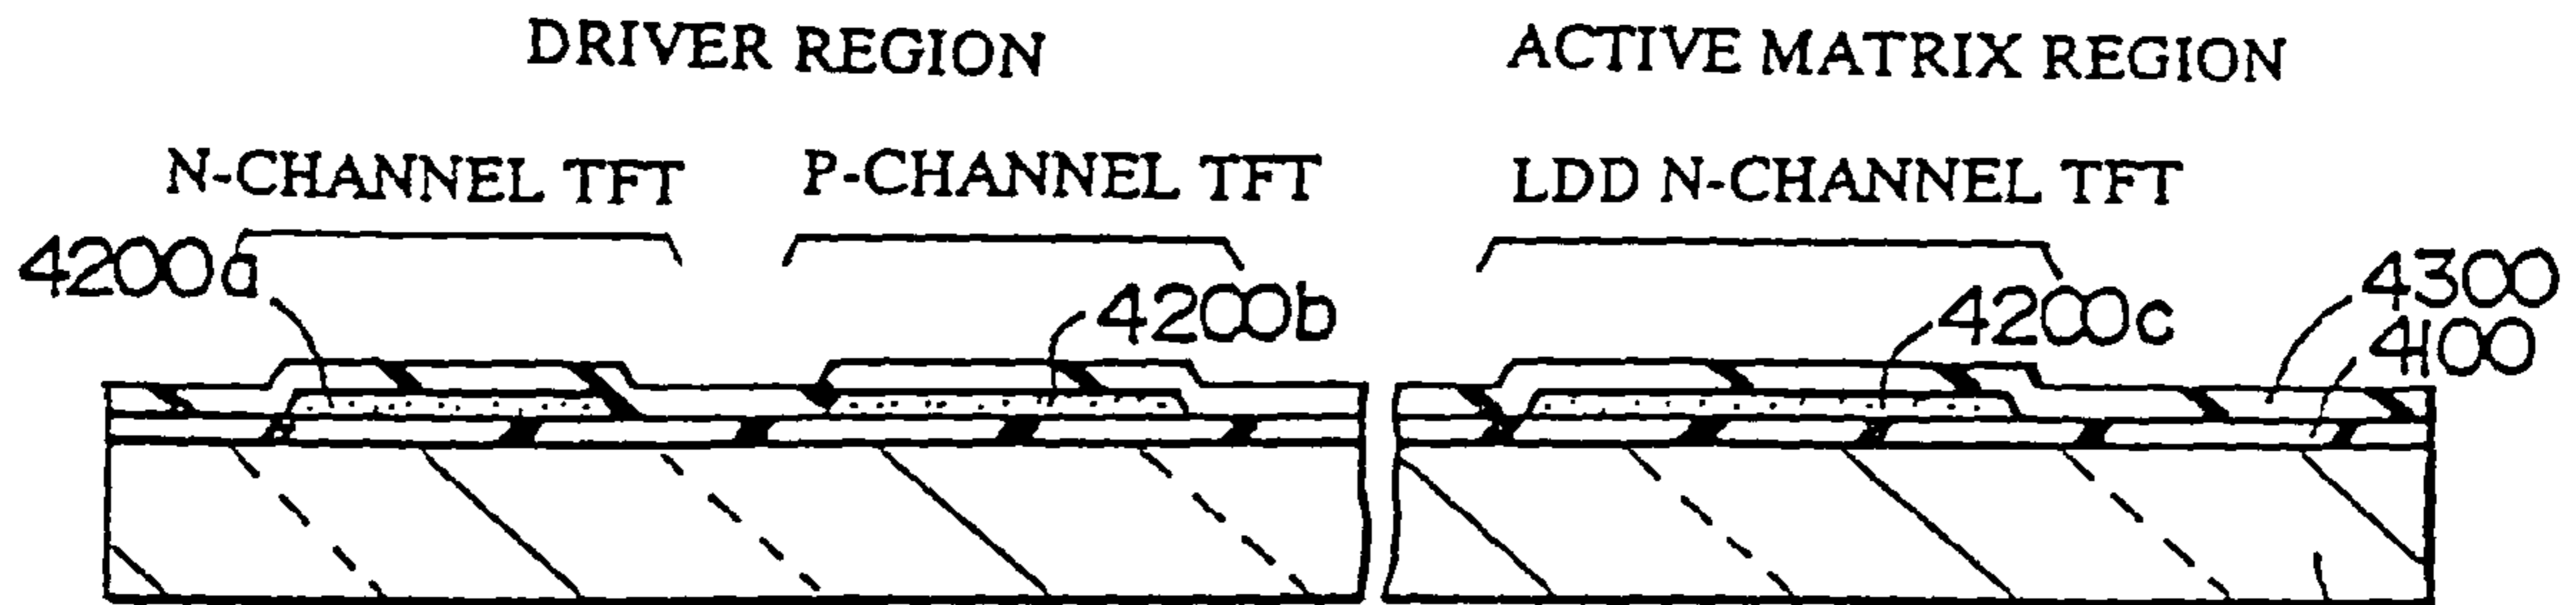 DRIVER REGION
ACTIVE MATRIX REGION
N-CHANNEL TFT
P-CHANNEL TFT
LDD N-CHANNEL TFT
4200a
4200b
4200c
4300
4100